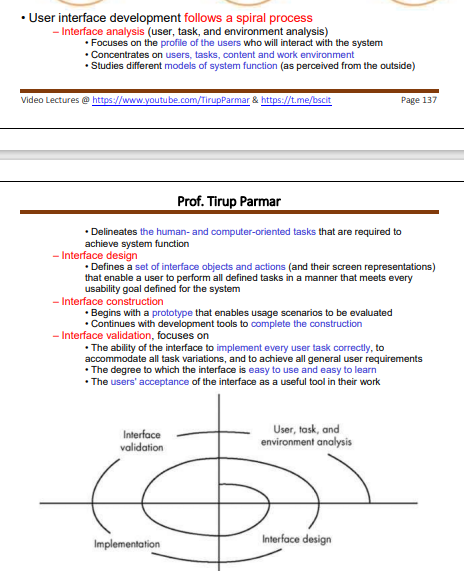 • User interface development follows a spiral process
– Interface analysis (user, task, and environment analysis)
• Focuses on the profile of the users who will interact with the system
• Concentrates on users, tasks, content and work environment
• Studies different models of system function (as perceived from the outside)
Video Lectures @ https://www.youtube.com/TirupParmar & https://t.me/bscit Page 137
Prof. Tirup Parmar
• Delineates the human- and computer-oriented tasks that are required to
achieve system function
– Interface design
• Defines a set of interface objects and actions (and their screen representations)
that enable a user to perform all defined tasks in a manner that meets every
usability goal defined for the system
– Interface construction
• Begins with a prototype that enables usage scenarios to be evaluated
• Continues with development tools to complete the construction
– Interface validation, focuses on
• The ability of the interface to implement every user task correctly, to
accommodate all task variations, and to achieve all general user requirements
• The degree to which the interface is easy to use and easy to learn
• The users' acceptance of the interface as a useful tool in their work
Interface
validation
User, task, and
environment analysis
Implementation
Interface design